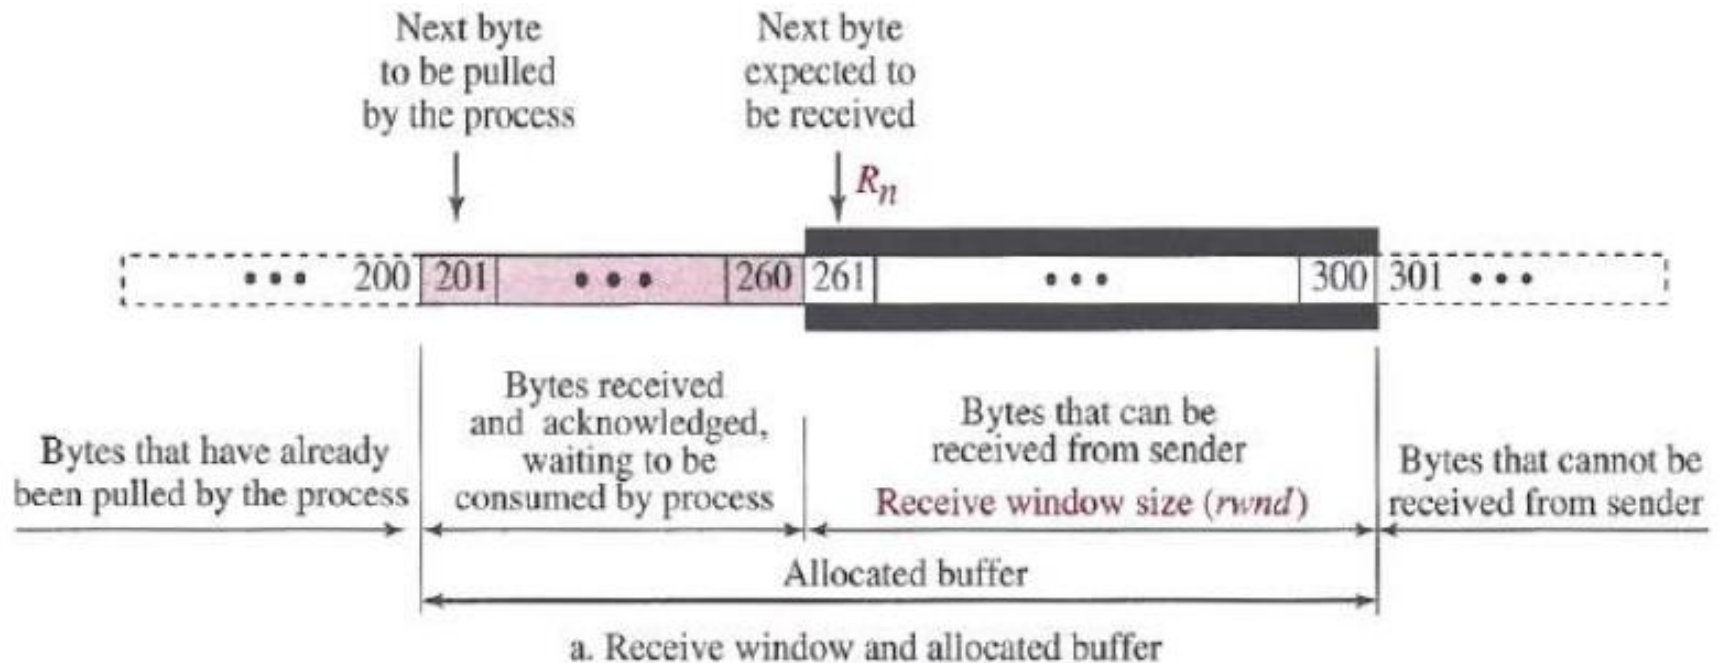 Next byte
to be pulled
by the process
Next byte
expected to
be received
Rn
••• 200 201 ••• 260 261 ••• 300 301 •••
Bytes that have already
been pulled by the process
Bytes received
and acknowledged,
waiting to be
consumed by process
Bytes that can be
received from sender
Receive window size (rwnd)
Bytes that cannot be
received from sender
Allocated buffer
a. Receive window and allocated buffer